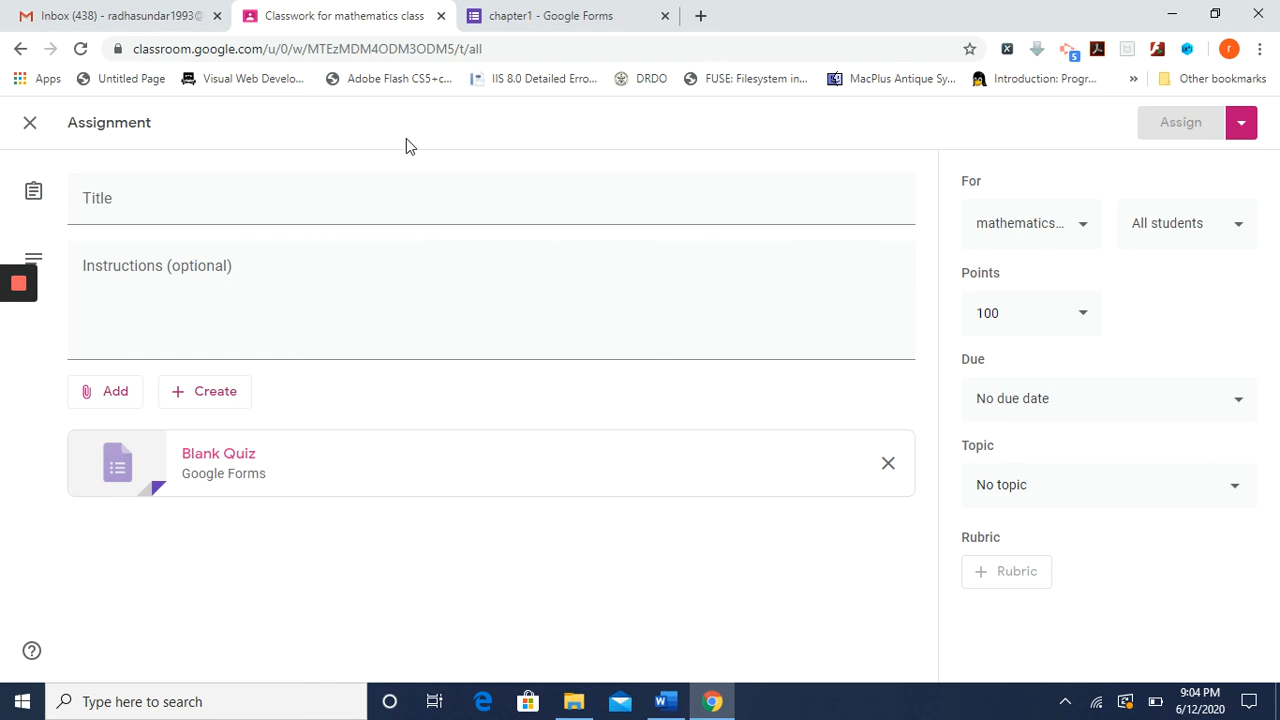 Inbox (438) - radhasundar1993@
Classwork for mathematics class
chapter1 - Google Forms
classroom.google.com/u/0/w/MTEzMDM4ODM3ODM5/t/all
5
r
Apps
Untitled Page
Visual Web Develo...
Adobe Flash CS5+c...
IIS 8.0 Detailed Erro...
DRDO
FUSE: Filesystem in...
MacPlus Antique Sy...
Introduction: Progr...
»
Other bookmarks
Assignment
Assign
Title
Instructions (optional)
Add
Create
Blank Quiz
Google Forms
For
mathematics...
All students
Points
100
Due
No due date
Topic
No topic
Rubric
Rubric
Type here to search
9:04 PM
6/12/2020